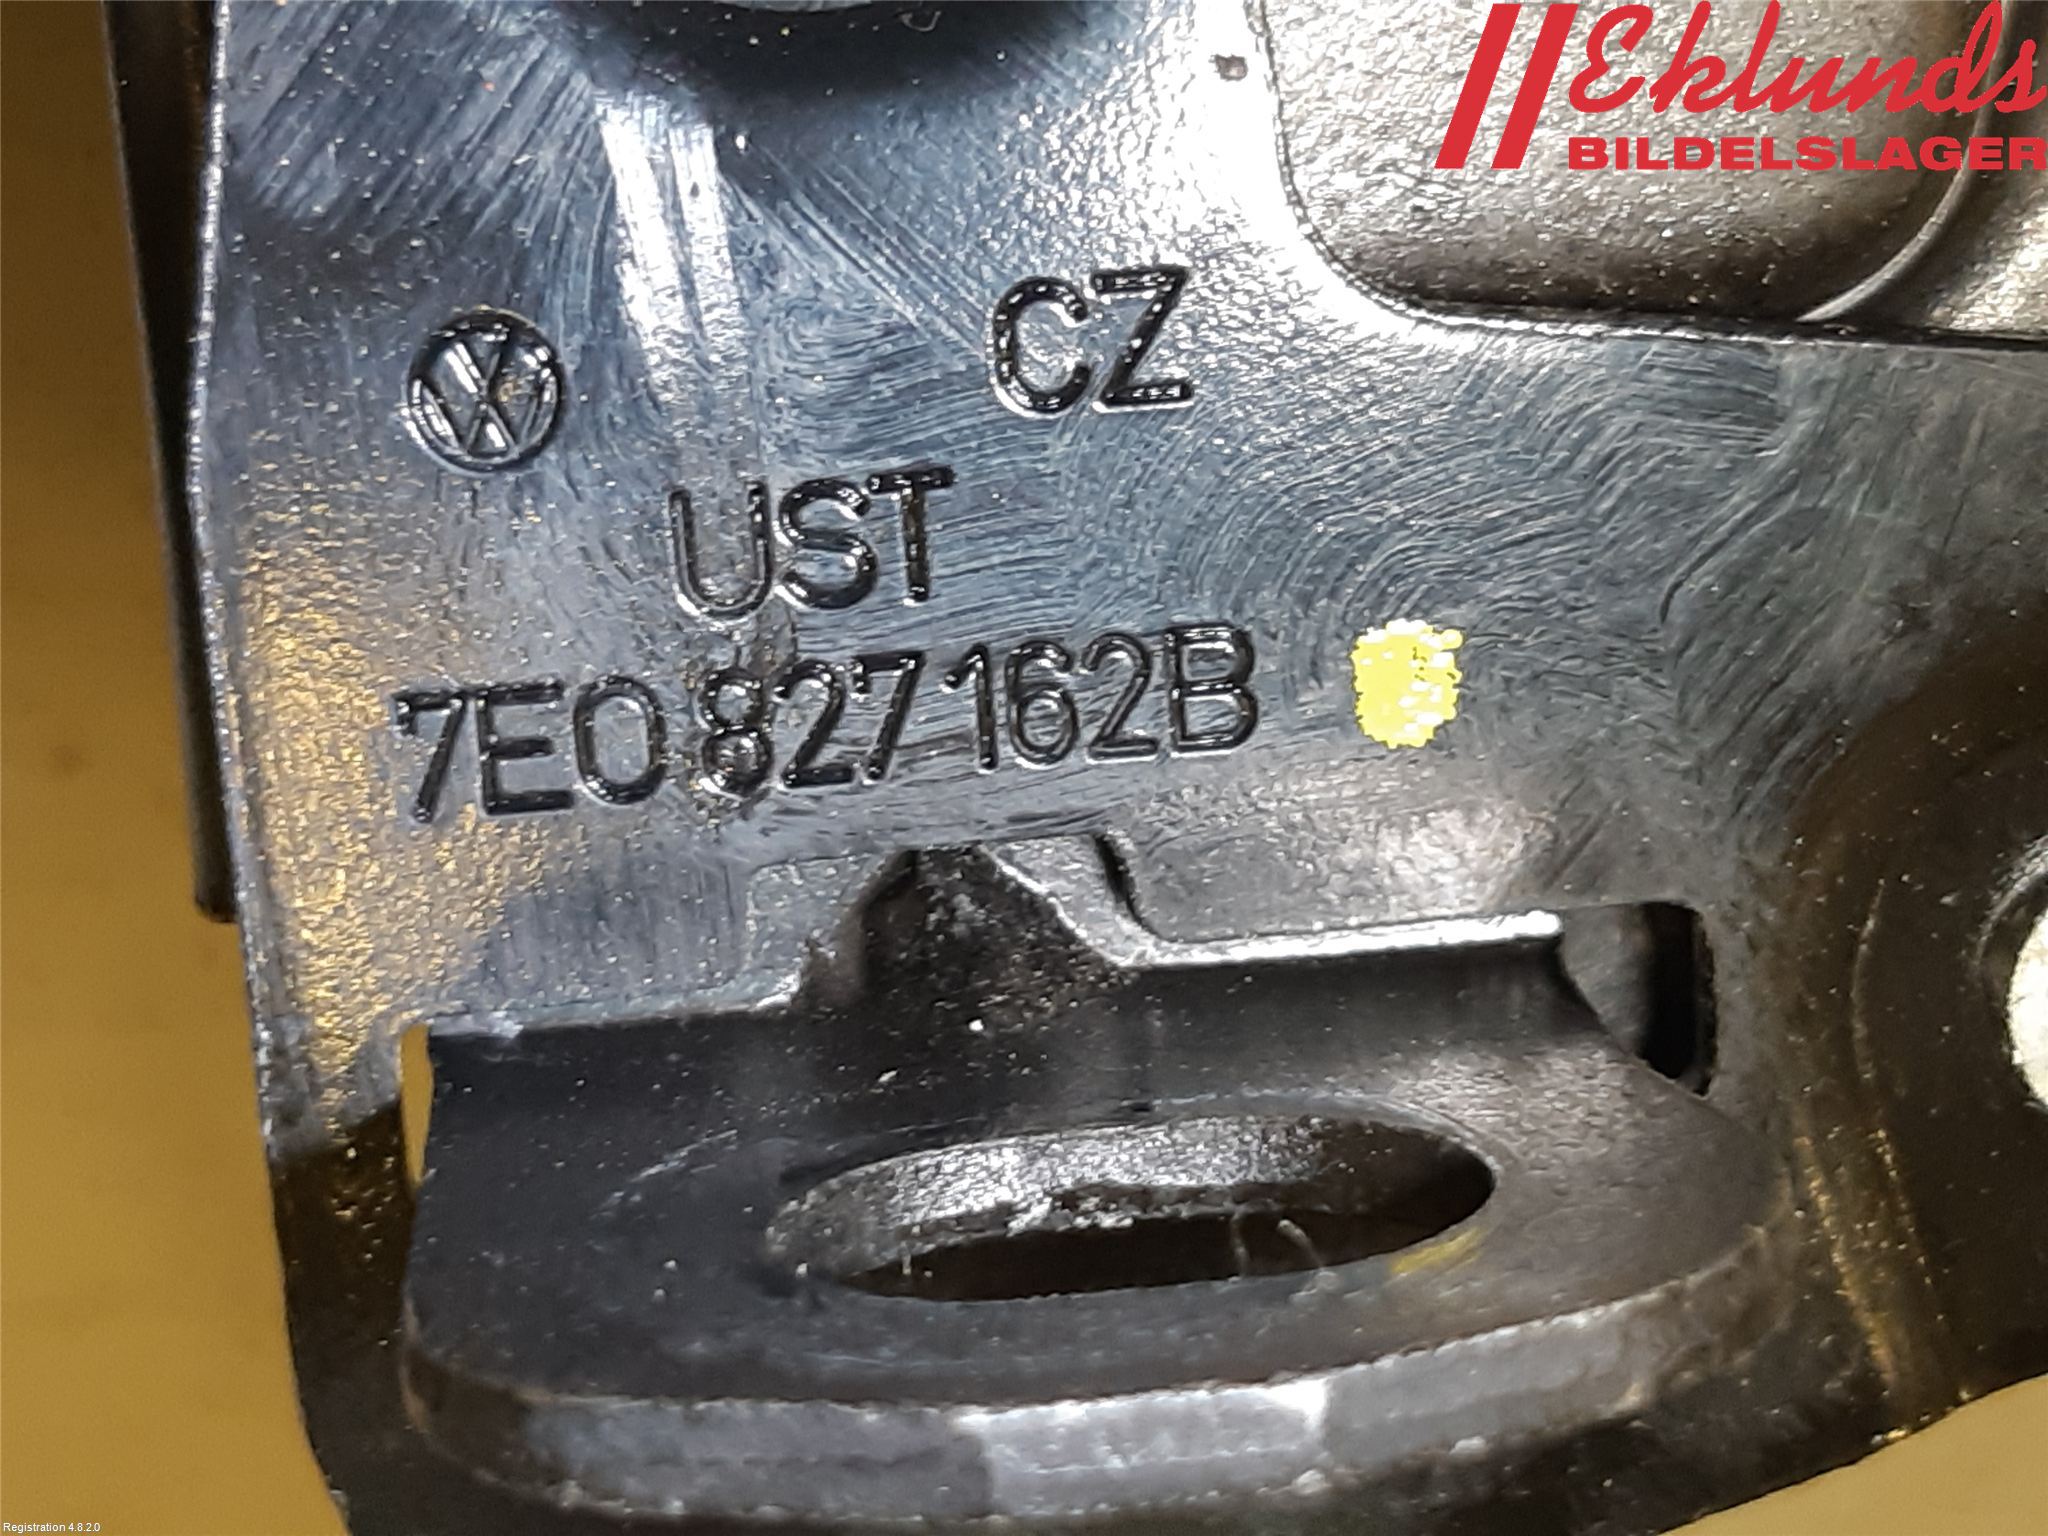 Eklunds
BILDELSLAGER
CZ
UST
7E0 827 162B
Registration 4.8.2.0